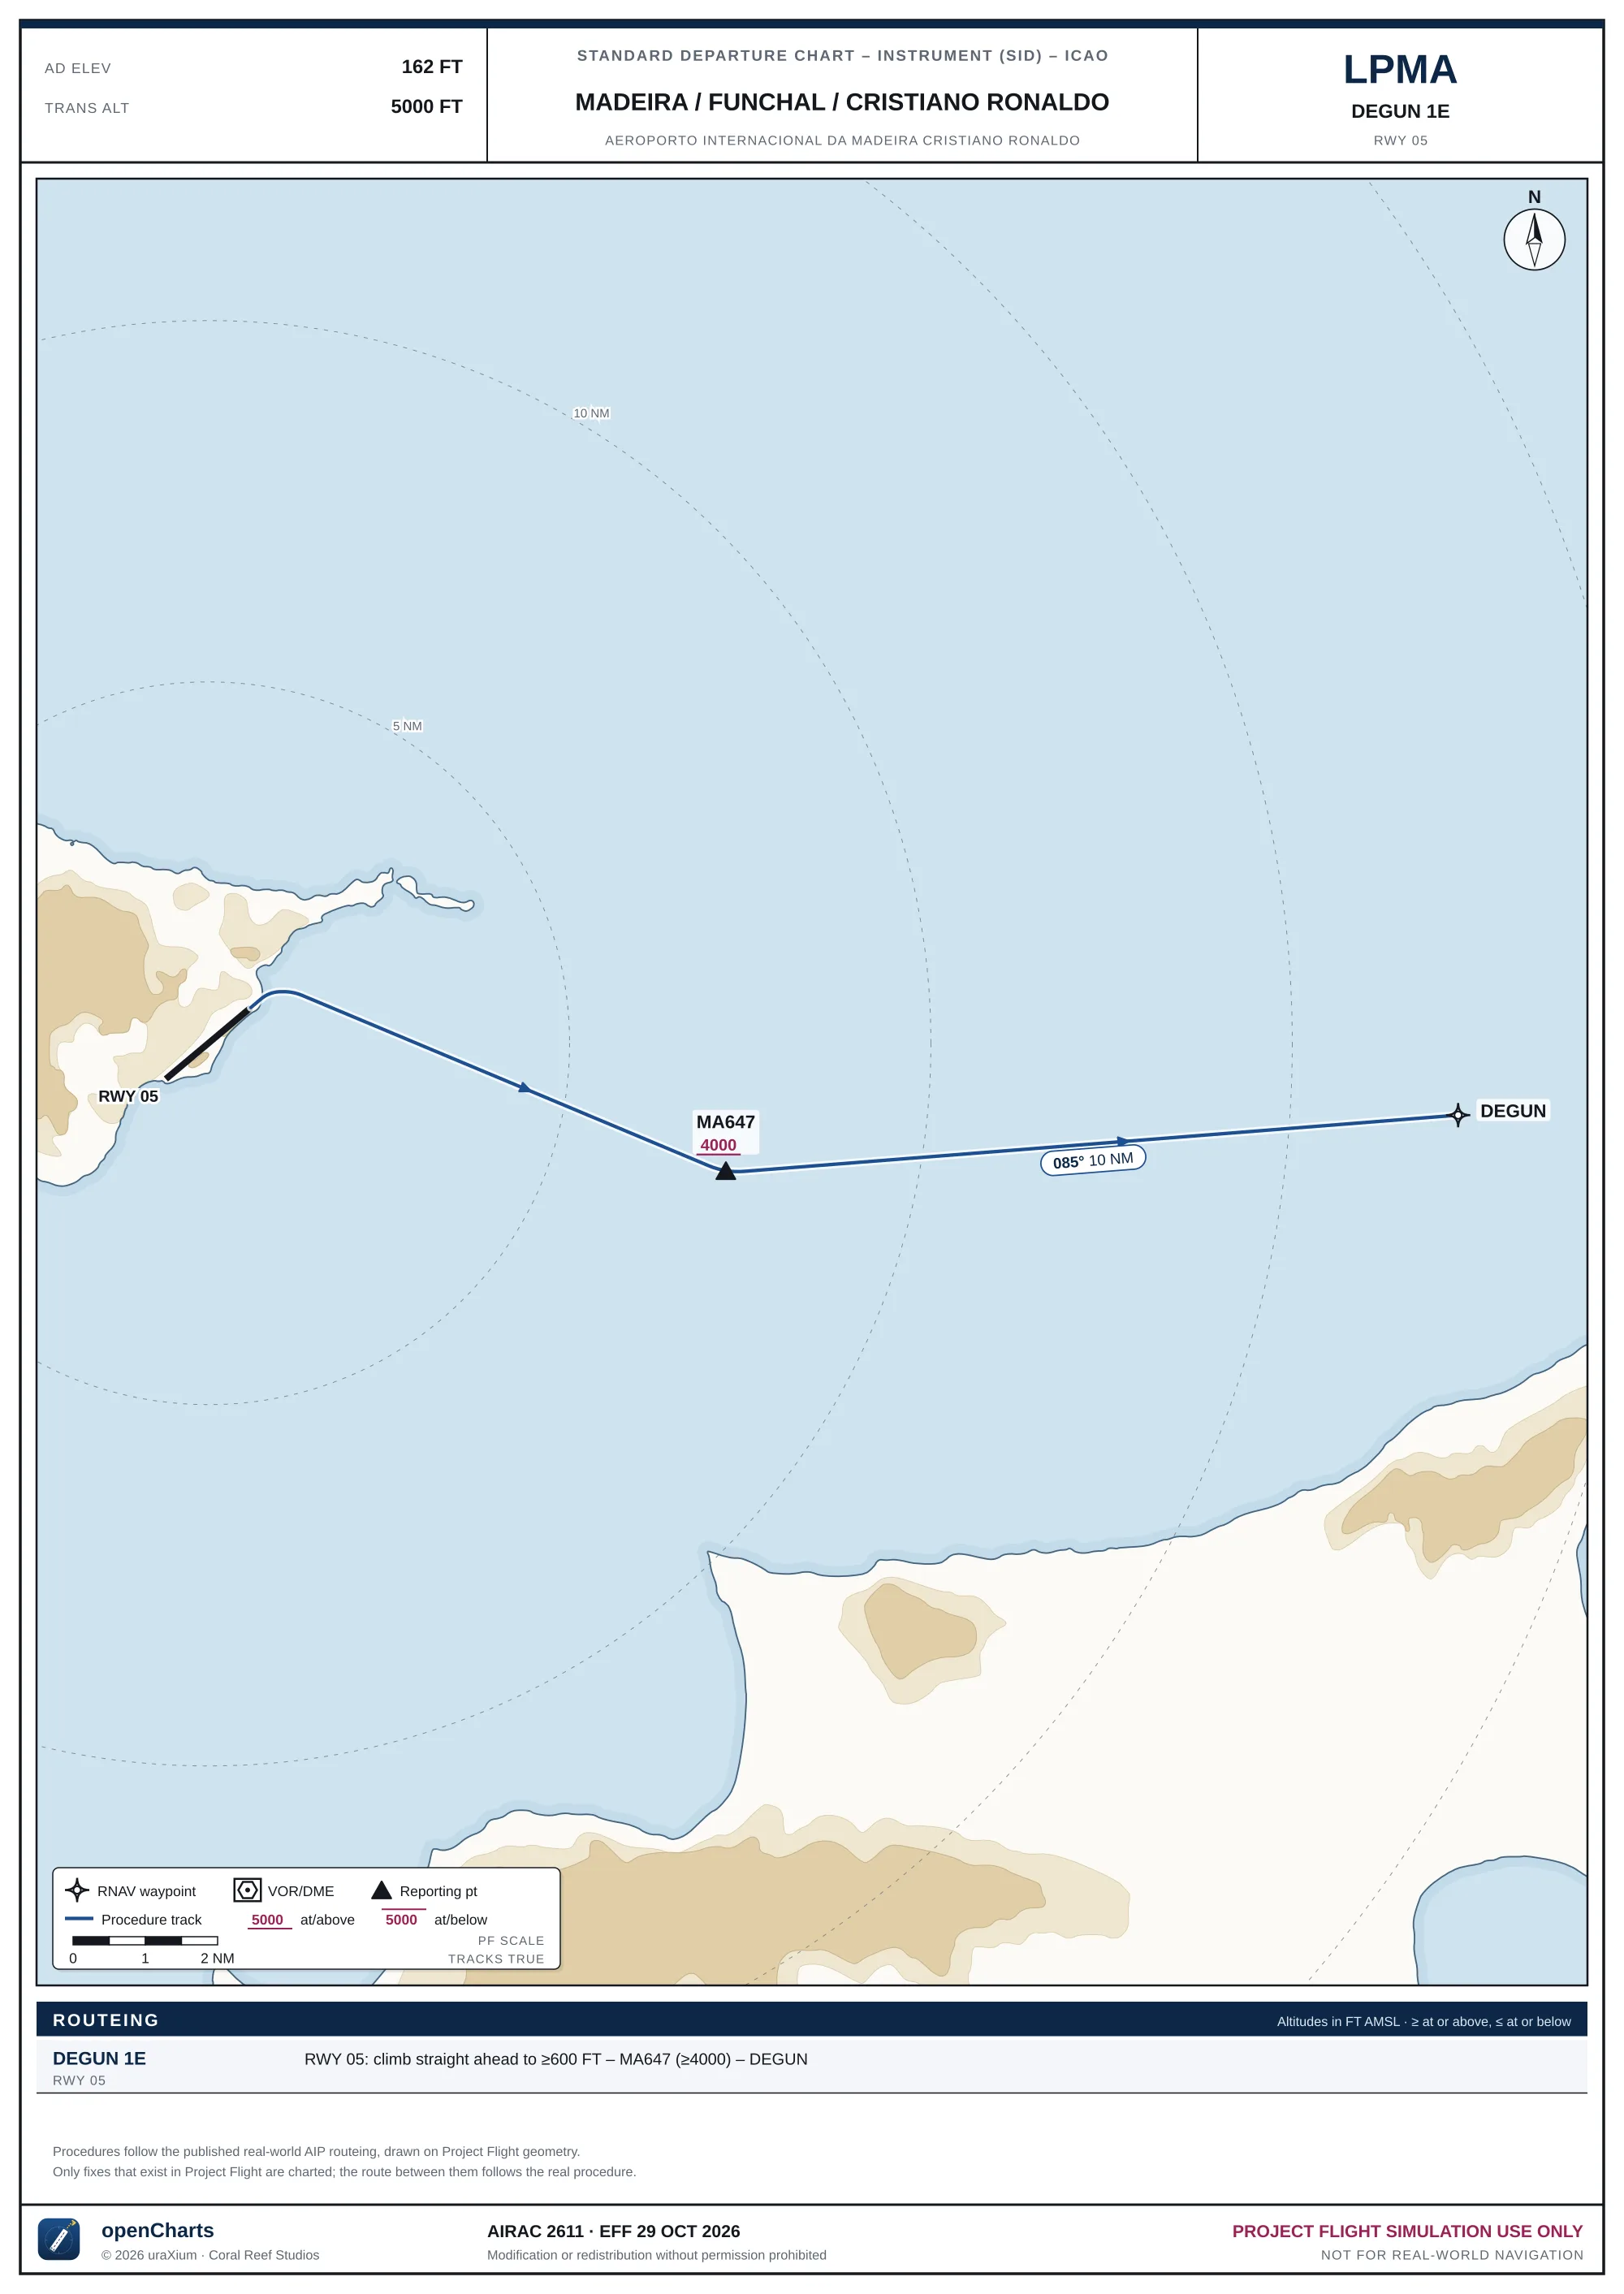 AD ELEV 162 FT
TRANS ALT 5000 FT
STANDARD DEPARTURE CHART – INSTRUMENT (SID) – ICAO
MADEIRA / FUNCHAL / CRISTIANO RONALDO
AEROPORTO INTERNACIONAL DA MADEIRA CRISTIANO RONALDO
LPMA
DEGUN 1E
RWY 05
N
10 NM
5 NM
RWY 05
MA647
4000
DEGUN
085° 10 NM
RNAV waypoint VOR/DME Reporting pt
Procedure track 5000 at/above 5000 at/below
PF SCALE
0 1 2 NM TRACKS TRUE
ROUTEING Altitudes in FT AMSL · ≥ at or above, ≤ at or below
DEGUN 1E RWY 05: climb straight ahead to ≥600 FT – MA647 (≥4000) – DEGUN
RWY 05
Procedures follow the published real-world AIP routeing, drawn on Project Flight geometry.
Only fixes that exist in Project Flight are charted; the route between them follows the real procedure.
openCharts
© 2026 uraXium · Coral Reef Studios
AIRAC 2611 · EFF 29 OCT 2026
Modification or redistribution without permission prohibited
PROJECT FLIGHT SIMULATION USE ONLY
NOT FOR REAL-WORLD NAVIGATION